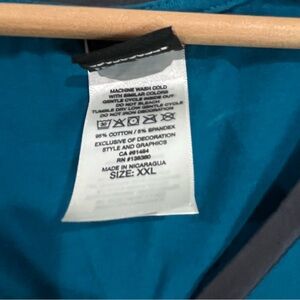 MACHINE WASH COLD
WITH SIMILAR COLORS
GENTLE CYCLE INSIDE OUT
DO NOT BLEACH
TUMBLE DRY LOW GENTLE CYCLE
DO NOT IRON DECORATION
95% COTTON / 5% SPANDEX
EXCLUSIVE OF DECORATION
STYLE AND GRAPHICS
CA #91484
RN #138380
MADE IN NICARAGUA
SIZE: XXL